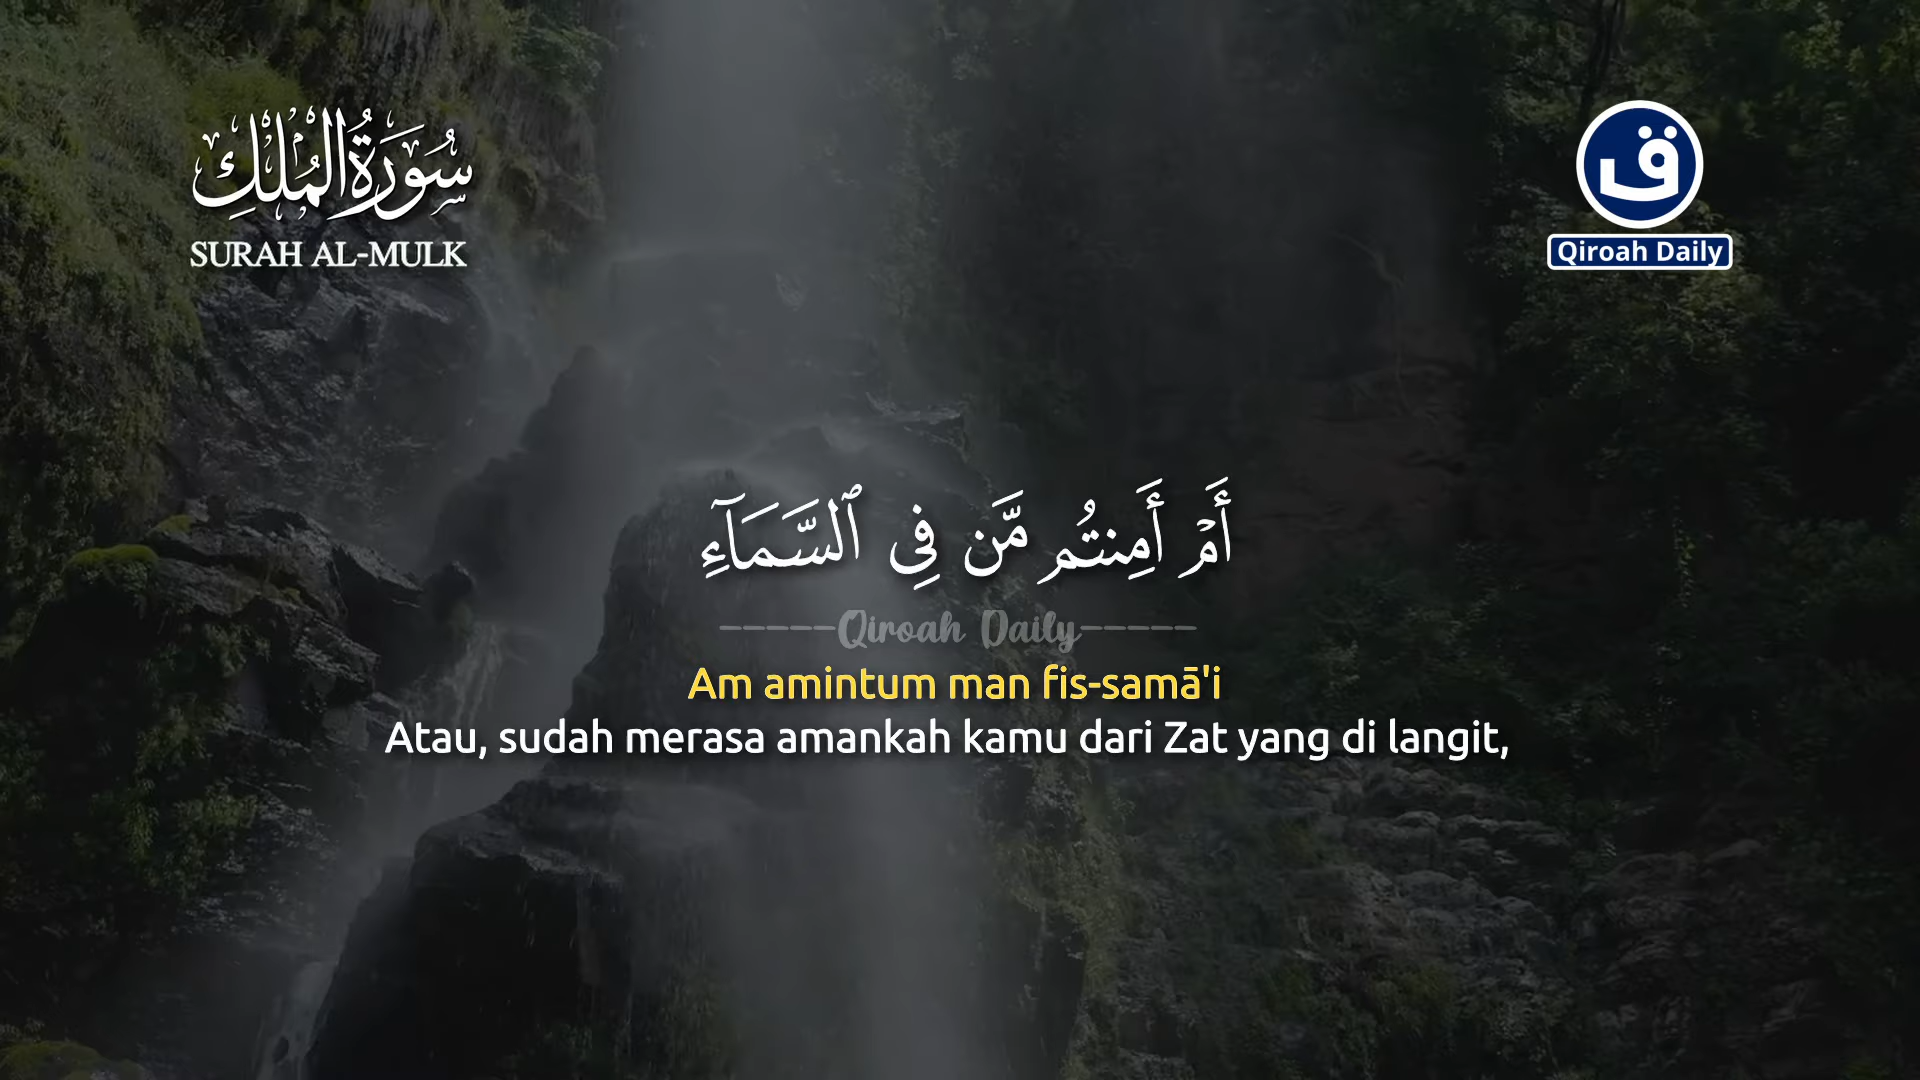 سُورَةُ الْمُلْكِ
SURAH AL-MULK
ق
Qiroah Daily
أَمْ أَمِنتُم مَّن فِى ٱلسَّمَآءِ
-----Qiroah Daily-----
Am amintum man fis-samā'i
Atau, sudah merasa amankah kamu dari Zat yang di langit,